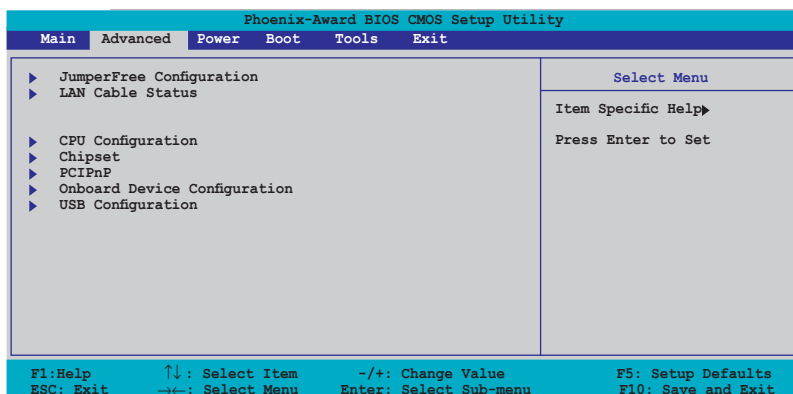 Phoenix-Award BIOS CMOS Setup Utility
Main Advanced Power Boot Tools Exit
JumperFree Configuration
LAN Cable Status
CPU Configuration
Chipset
PCIPnP
Onboard Device Configuration
USB Configuration
Select Menu
Item Specific Help
Press Enter to Set
F1:Help ↑↓: Select Item -/+: Change Value F5: Setup Defaults
ESC: Exit →←: Select Menu Enter: Select Sub-menu F10: Save and Exit